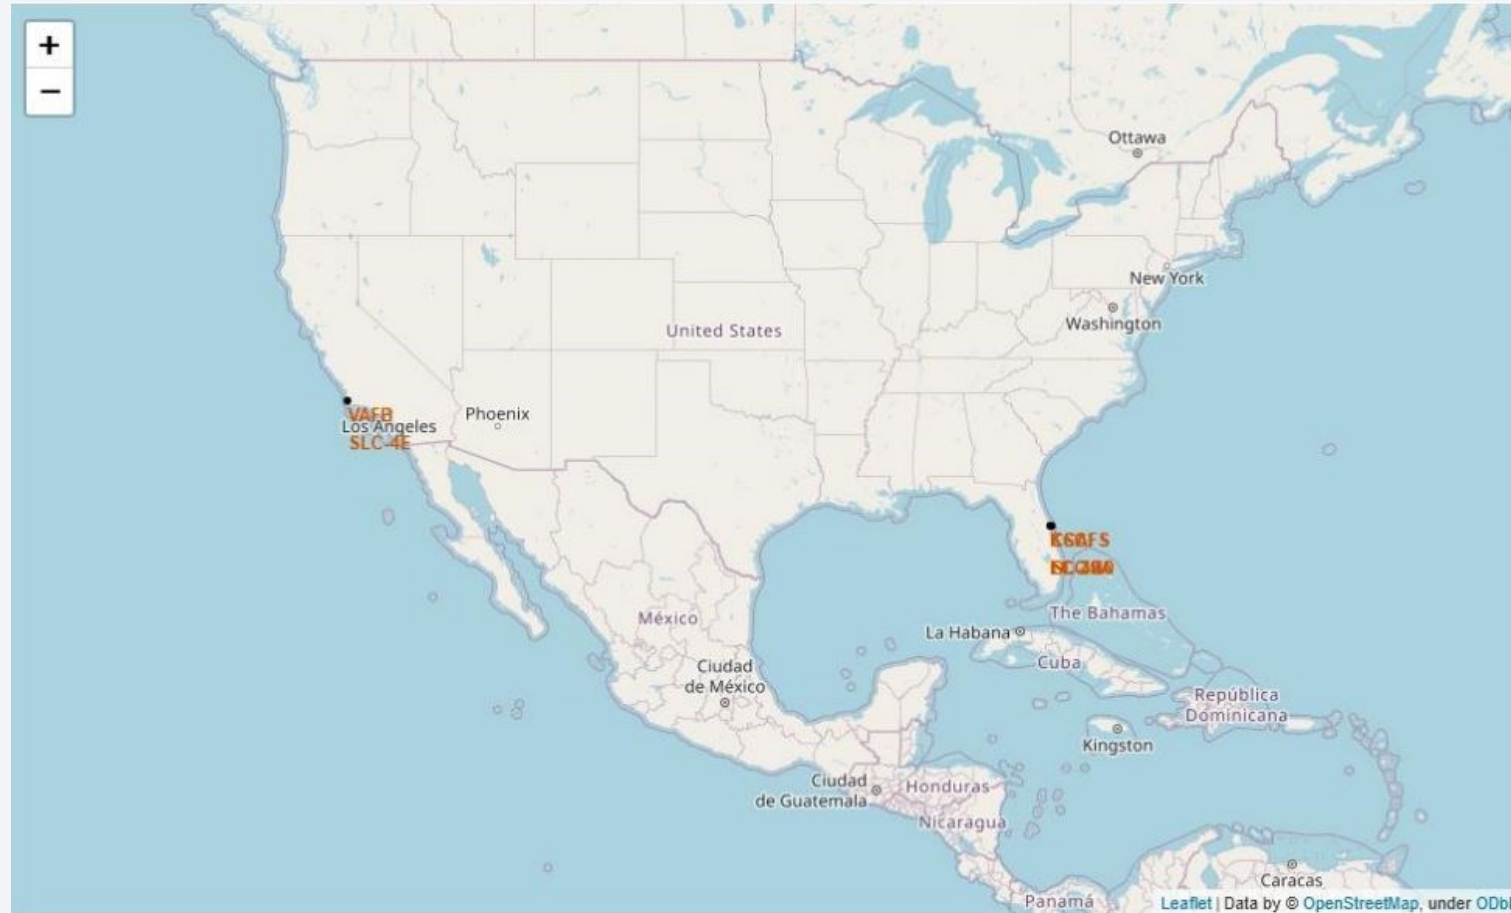 +
−
Ottawa
New York
Washington
United States
VAFB
Phoenix
Los Angeles
SLC-4E
The Bahamas
México
La Habana
Cuba
Ciudad
de México
República
Dominicana
Kingston
Ciudad
de Guatemala
Honduras
Nicaragua
Caracas
Panamá
Leaflet | Data by © OpenStreetMap, under ODbl